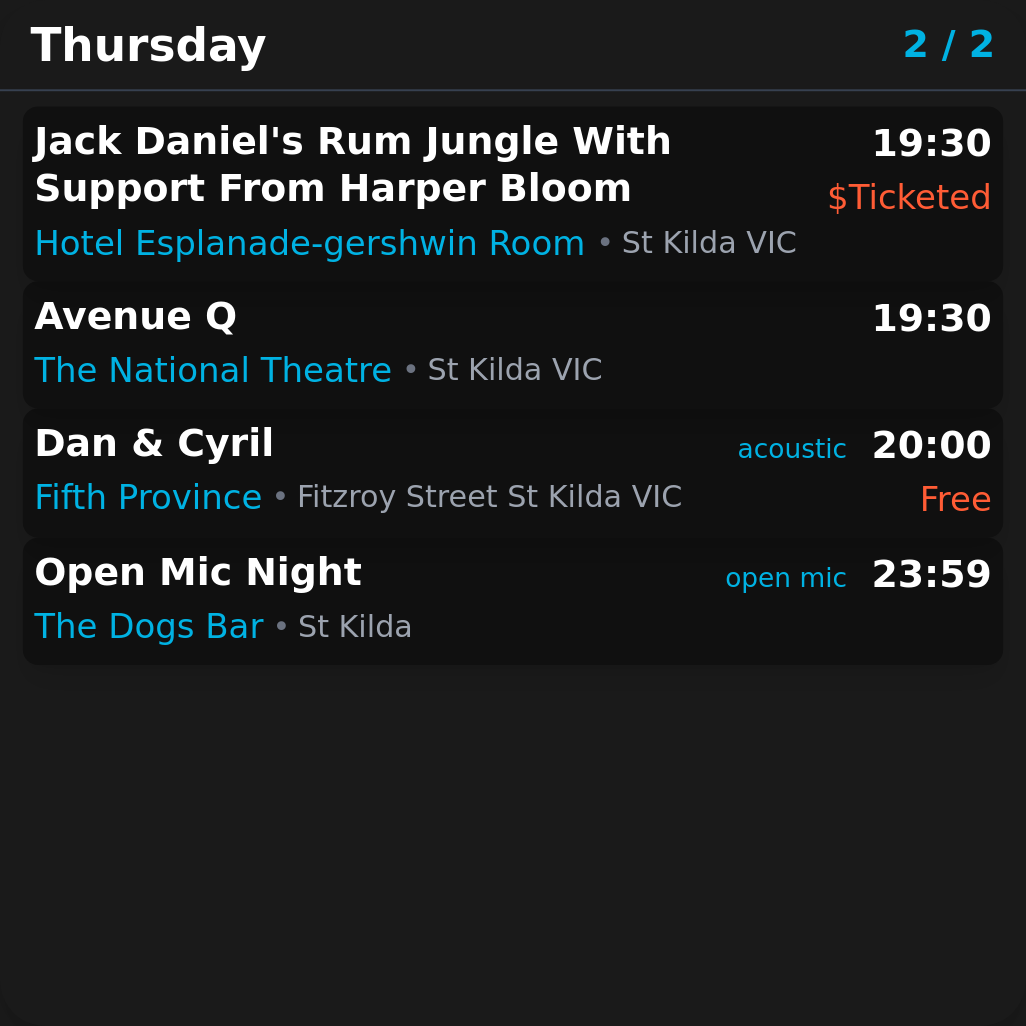 Thursday 2 / 2
Jack Daniel's Rum Jungle With 19:30
Support From Harper Bloom $Ticketed
Hotel Esplanade-gershwin Room • St Kilda VIC
Avenue Q 19:30
The National Theatre • St Kilda VIC
Dan & Cyril acoustic 20:00
Fifth Province • Fitzroy Street St Kilda VIC Free
Open Mic Night open mic 23:59
The Dogs Bar • St Kilda